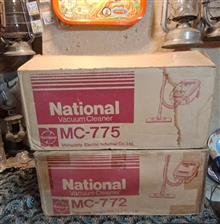 National
Vacuum Cleaner
MC-775
Matsushita Electric Industrial Co., Ltd.
National
Vacuum Cleaner
MC-772